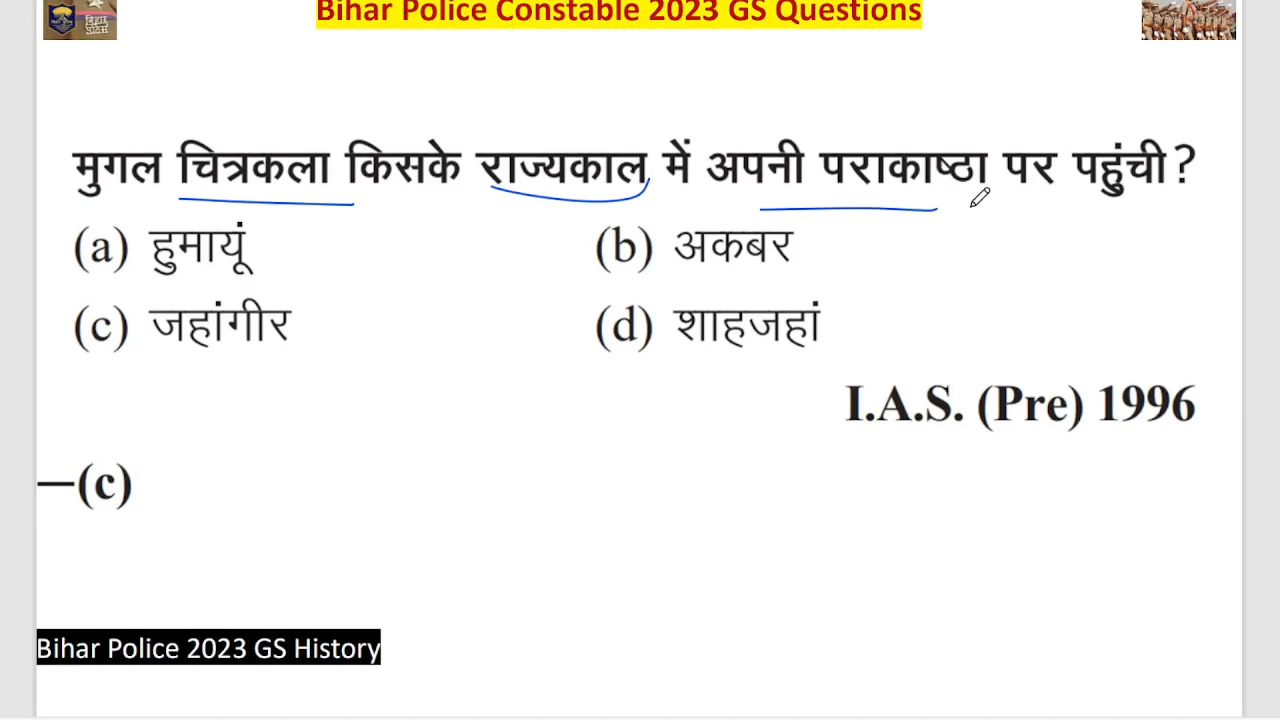 Bihar Police Constable 2023 GS Questions
बिहार
पुलिस
मुगल चित्रकला किसके राज्यकाल में अपनी पराकाष्ठा पर पहुंची?
(a) हुमायूं (b) अकबर
(c) जहांगीर (d) शाहजहां
I.A.S. (Pre) 1996
—(c)
Bihar Police 2023 GS History